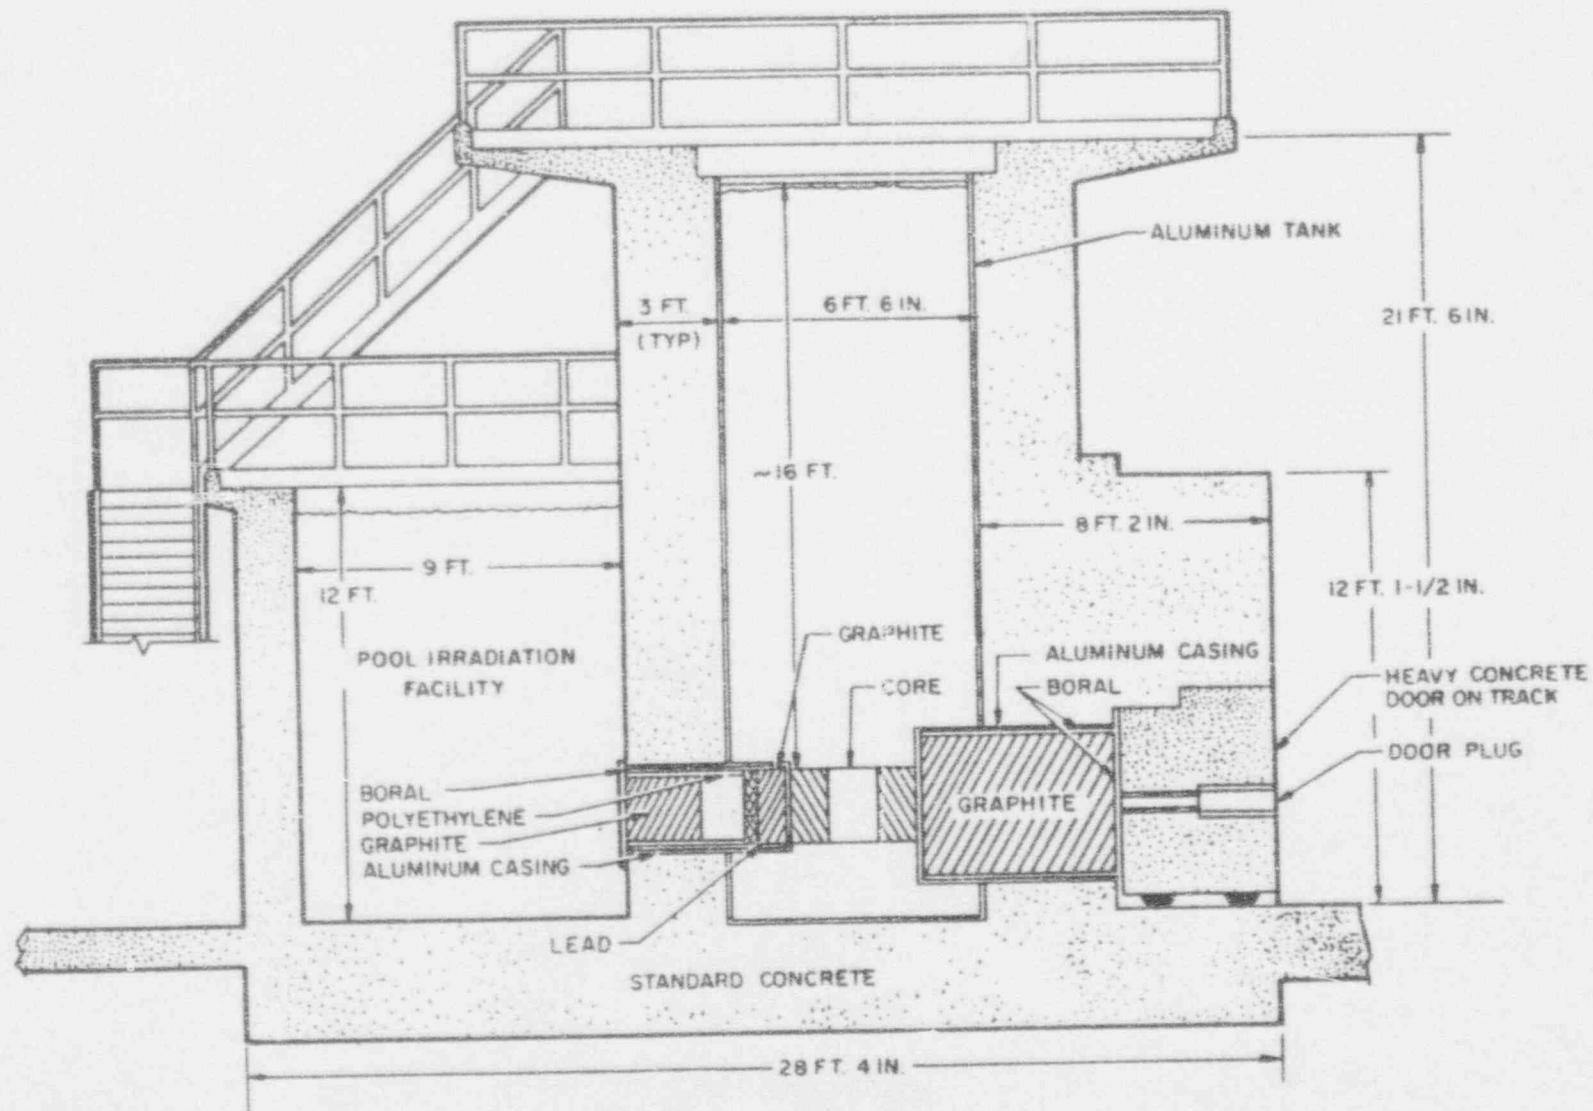 ALUMINUM TANK
3 FT.
(TYP)
6 FT. 6 IN.
21 FT. 6 IN.
~16 FT.
8 FT. 2 IN.
9 FT.
12 FT.
12 FT. 1-1/2 IN.
GRAPHITE
POOL IRRADIATION
FACILITY
ALUMINUM CASING
CORE
BORAL
HEAVY CONCRETE
DOOR ON TRACK
DOOR PLUG
BORAL
POLYETHYLENE
GRAPHITE
ALUMINUM CASING
GRAPHITE
LEAD
STANDARD CONCRETE
28 FT. 4 IN.